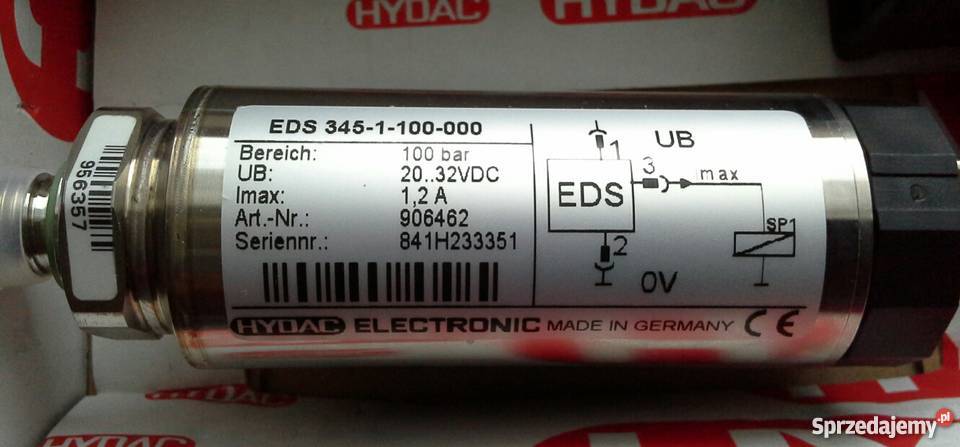 HYDAC
HYDAC
EDS 345-1-100-000
Bereich: 100 bar
UB: 20..32VDC
Imax: 1,2 A
Art.-Nr.: 906462
Seriennr.: 841H233351
956357
1
UB
3
max
EDS
SP1
2
0V
HYDAC ELECTRONIC MADE IN GERMANY CE
HYDAC
HYDAC
Sprzedajemy.pl